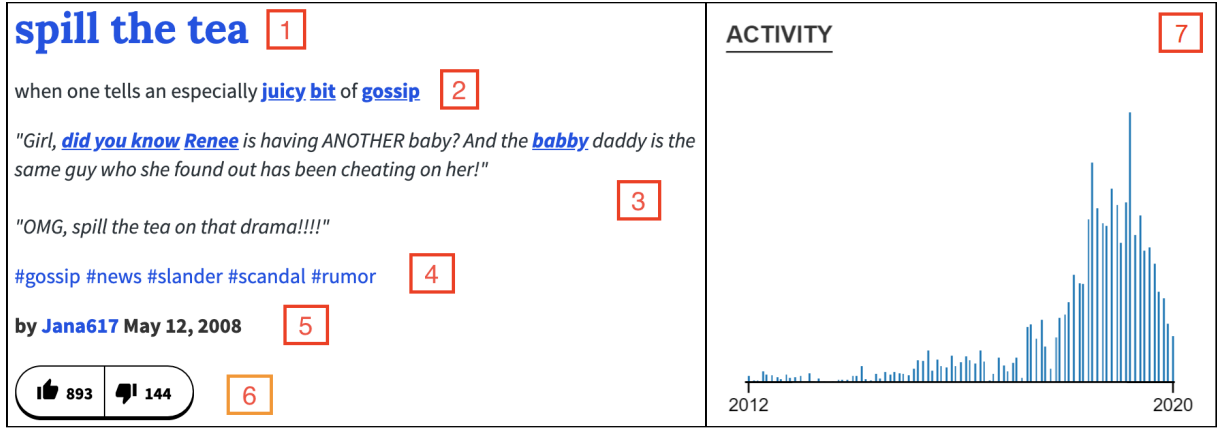 spill the tea 1
when one tells an especially juicy bit of gossip 2
"Girl, did you know Renee is having ANOTHER baby? And the babby daddy is the
same guy who she found out has been cheating on her!"
3
"OMG, spill the tea on that drama!!!!"
#gossip #news #slander #scandal #rumor 4
by Jana617 May 12, 2008 5
893 144 6
ACTIVITY 7
2012 2020